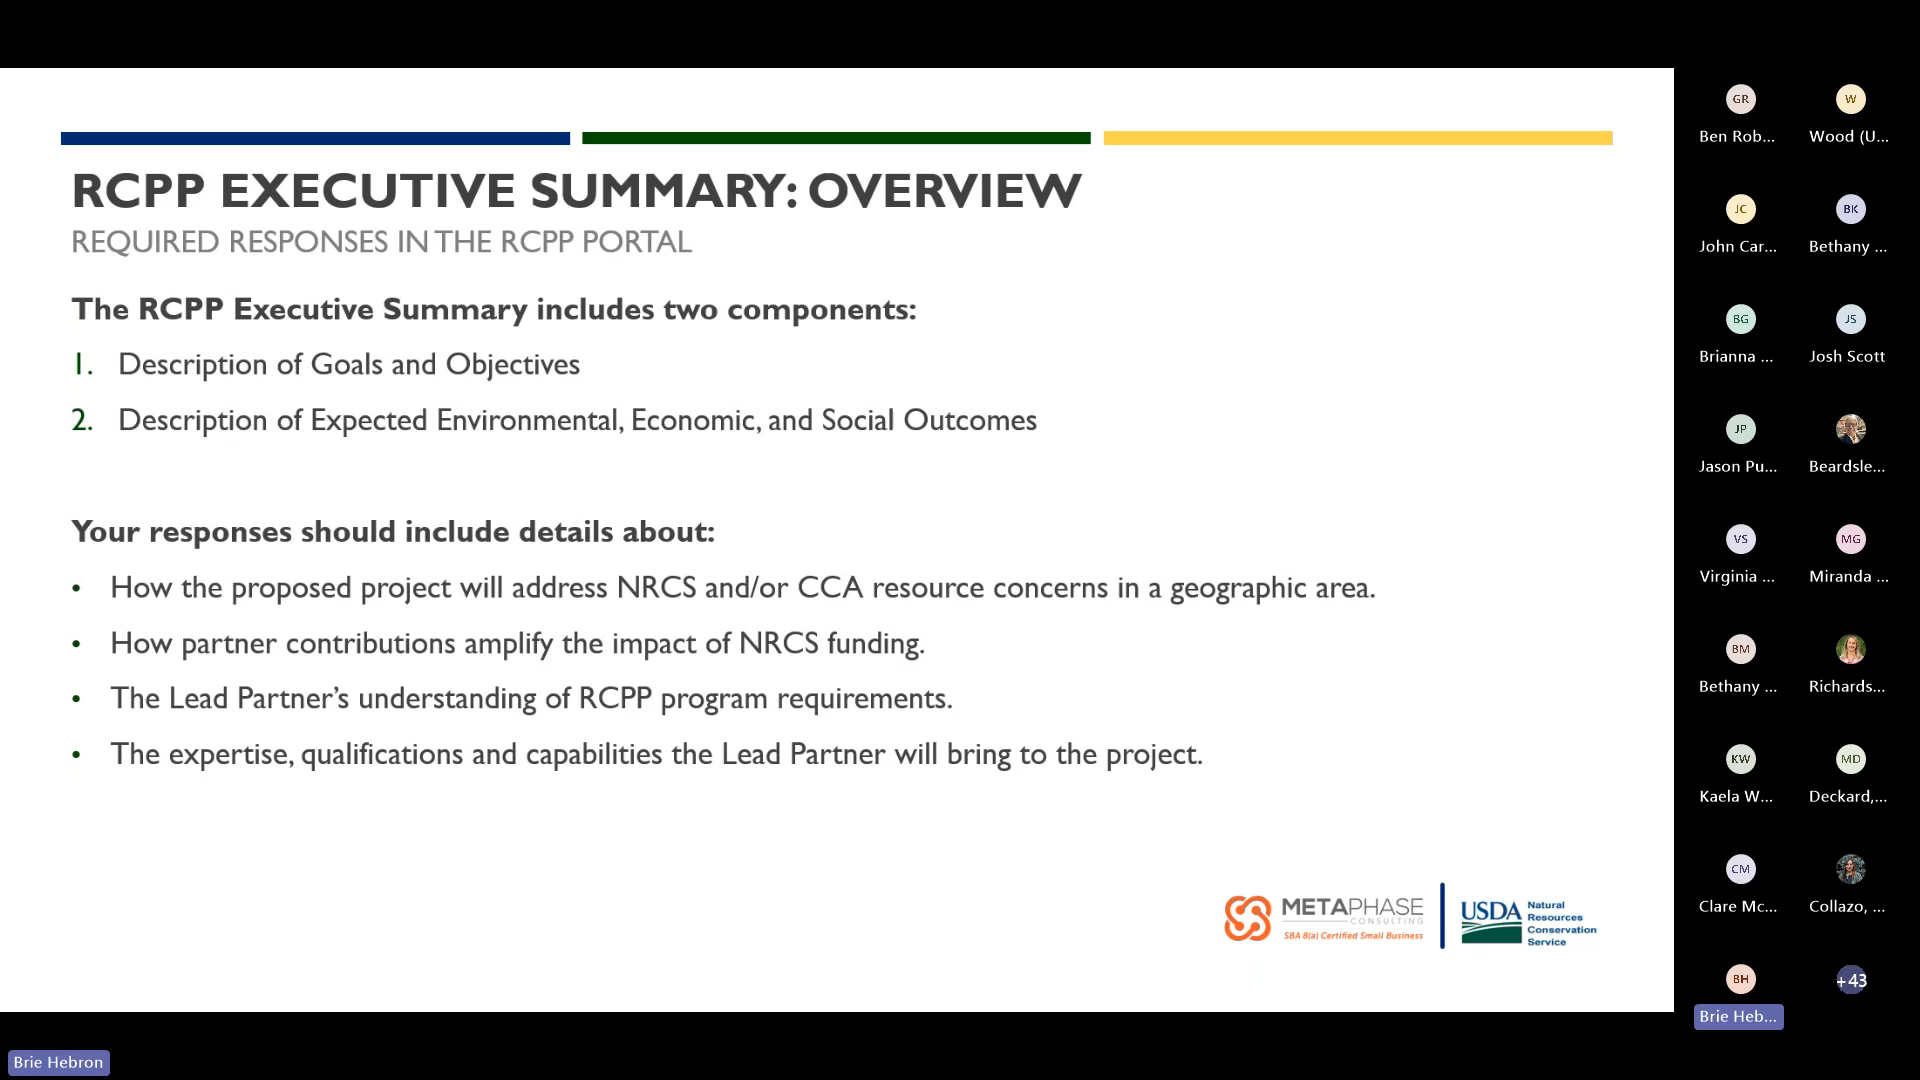 RCPP EXECUTIVE SUMMARY: OVERVIEW
REQUIRED RESPONSES IN THE RCPP PORTAL
The RCPP Executive Summary includes two components:
1. Description of Goals and Objectives
2. Description of Expected Environmental, Economic, and Social Outcomes
Your responses should include details about:
• How the proposed project will address NRCS and/or CCA resource concerns in a geographic area.
• How partner contributions amplify the impact of NRCS funding.
• The Lead Partner’s understanding of RCPP program requirements.
• The expertise, qualifications and capabilities the Lead Partner will bring to the project.
METAPHASE
CONSULTING
SBA 8(a) Certified Small Business
USDA
Natural
Resources
Conservation
Service
GR
W
Ben Rob...
Wood (U...
JC
BK
John Car...
Bethany ...
BG
JS
Brianna ...
Josh Scott
JP
Jason Pu...
Beardsle...
VS
MG
Virginia ...
Miranda ...
BM
Bethany ...
Richards...
KW
MD
Kaela W...
Deckard,...
CM
Clare Mc...
Collazo, ...
BH
+43
Brie Heb...
Brie Hebron